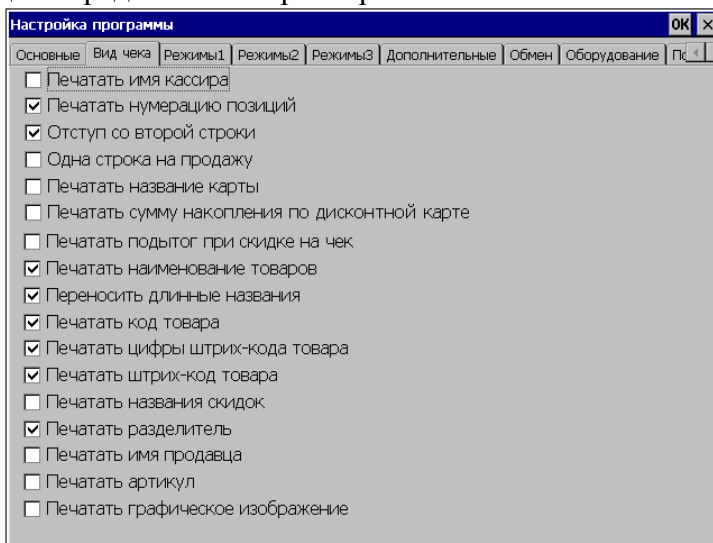 Настройка программы OK ×
Основные Вид чека Режимы1 Режимы2 Режимы3 Дополнительные Обмен Оборудование
Печатать имя кассира
Печатать нумерацию позиций
Отступ со второй строки
Одна строка на продажу
Печатать название карты
Печатать сумму накопления по дисконтной карте
Печатать подытог при скидке на чек
Печатать наименование товаров
Переносить длинные названия
Печатать код товара
Печатать цифры штрих-кода товара
Печатать штрих-код товара
Печатать названия скидок
Печатать разделитель
Печатать имя продавца
Печатать артикул
Печатать графическое изображение